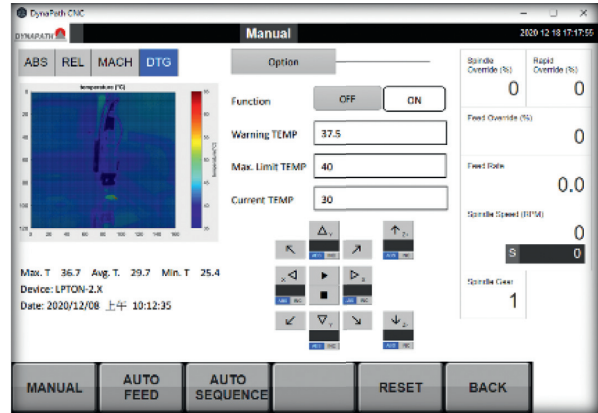 DynaPath CNC
DYNAPATH
Manual
2020 12 18 17:17:55
ABS REL MACH DTG
temperature (°C)
Max. T 36.7 Avg. T. 29.7 Min. T 25.4
Device: LPTON-2.X
Date: 2020/12/08 上午 10:12:35
Option
Function OFF ON
Warning TEMP 37.5
Max. Limit TEMP 40
Current TEMP 30
Spindle Override (%)
0
Rapid Override (%)
0
Feed Override (%)
0
Feed Rate
0.0
Spindle Speed (RPM)
0
S 0
Spindle Gear
1
MANUAL
AUTO FEED
AUTO SEQUENCE
RESET
BACK